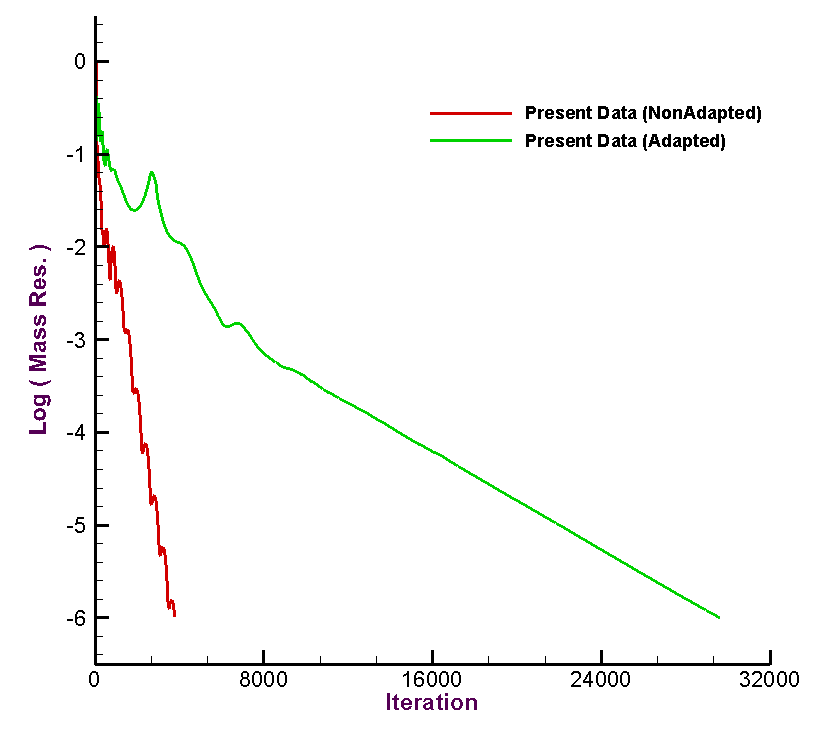 0
Present Data (NonAdapted)
Present Data (Adapted)
-1
-2
-3
-4
-5
-6
Log ( Mass Res. )
0 8000 16000 24000 32000
Iteration